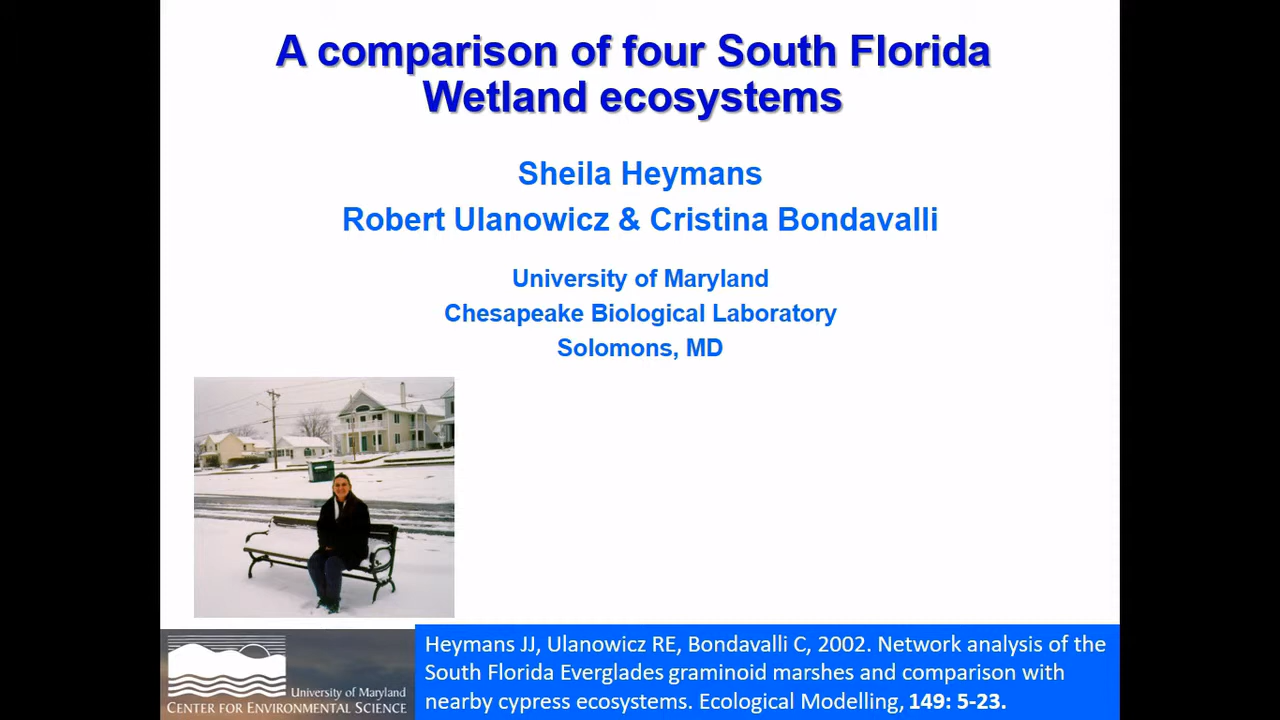 A comparison of four South Florida
Wetland ecosystems
Sheila Heymans
Robert Ulanowicz & Cristina Bondavalli
University of Maryland
Chesapeake Biological Laboratory
Solomons, MD
University of Maryland
CENTER FOR ENVIRONMENTAL SCIENCE
Heymans JJ, Ulanowicz RE, Bondavalli C, 2002. Network analysis of the
South Florida Everglades graminoid marshes and comparison with
nearby cypress ecosystems. Ecological Modelling, 149: 5-23.